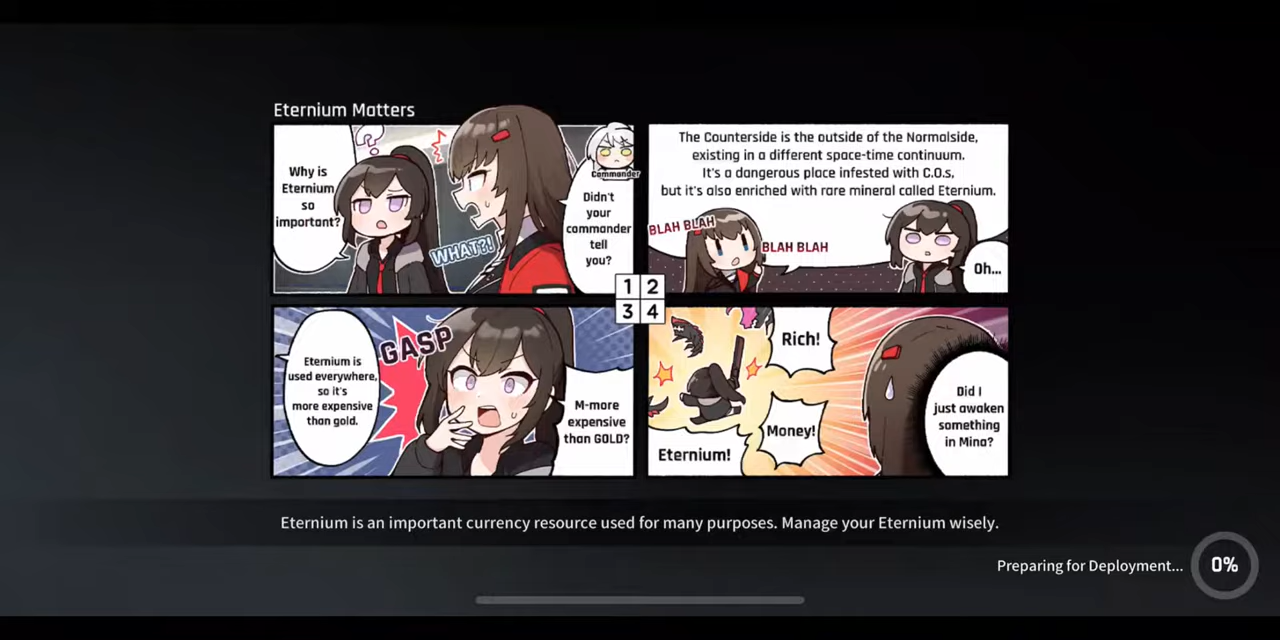 Eternium Matters
Why is
Eternium
so
important?
WHAT?!
Commander
Didn't
your
commander
tell
you?
The Counterside is the outside of the Normalside,
existing in a different space-time continuum.
It's a dangerous place infested with C.O.s,
but it's also enriched with rare mineral called Eternium.
BLAH BLAH
BLAH BLAH
Oh...
1 2
3 4
Eternium is
used everywhere,
so it's
more expensive
than gold.
GASP
M-more
expensive
than GOLD?
Rich!
Money!
Eternium!
Did I
just awaken
something
in Mina?
Eternium is an important currency resource used for many purposes. Manage your Eternium wisely.
Preparing for Deployment...
0%